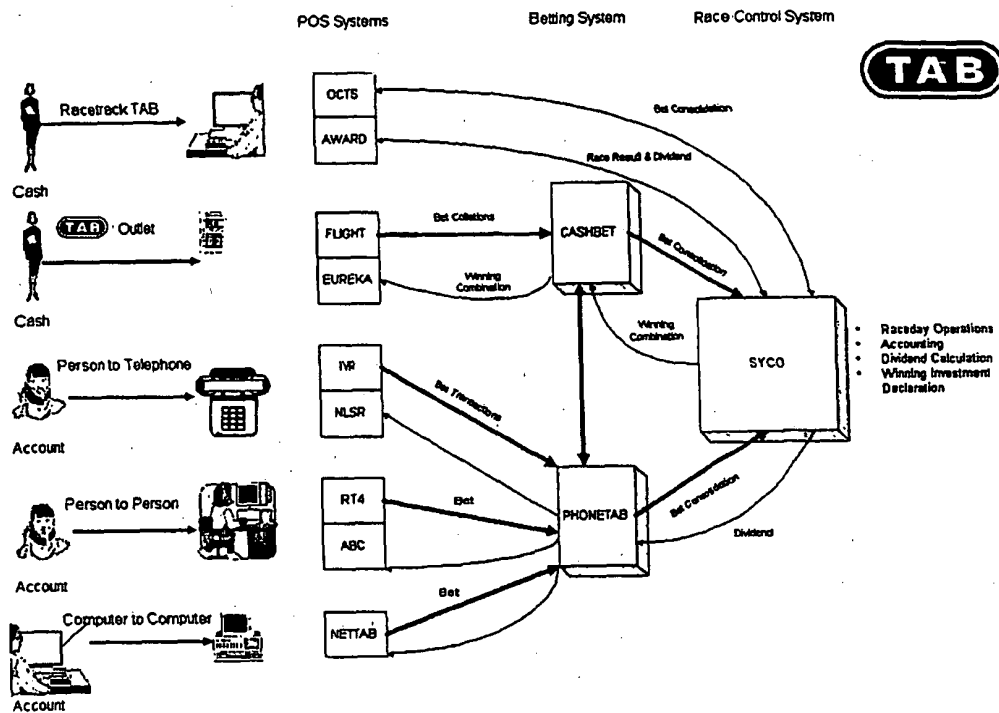 POS Systems
Betting System
Race Control System
TAB
Racetrack TAB
Cash
OCTS
AWARD
Bet Consolidation
Race Result & Dividend
TAB Outlet
Cash
FLIGHT
EUREKA
Bet Collations
Winning
Combination
CASHBET
Bet Consolidation
Winning
Combination
SYCO
• Raceday Operations
• Accounting
• Dividend Calculation
• Winning Investment
Declaration
Person to Telephone
Account
IVR
NLSR
Bet Transactions
Person to Person
Account
RT4
ABC
Bet
PHONETAB
Bet Consolidation
Dividend
Computer to Computer
Account
NETTAB
Bet